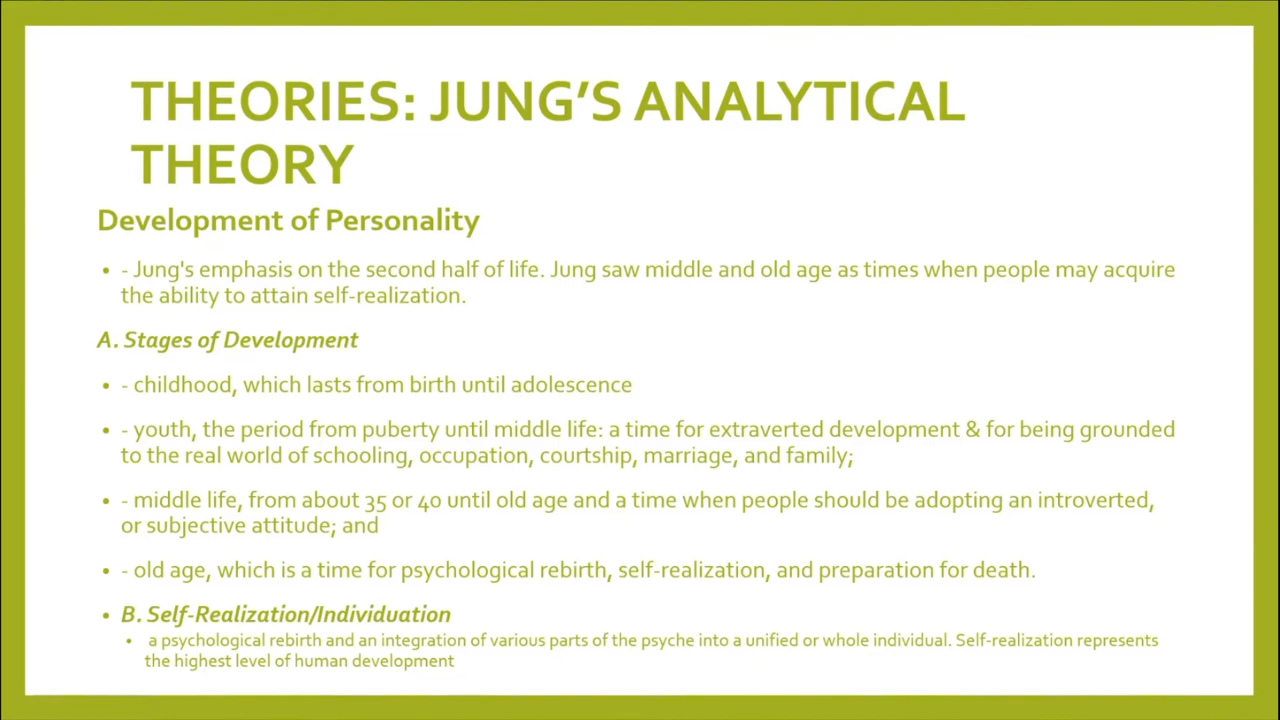 THEORIES: JUNG’S ANALYTICAL
THEORY
Development of Personality
• - Jung's emphasis on the second half of life. Jung saw middle and old age as times when people may acquire
the ability to attain self-realization.
A. Stages of Development
• - childhood, which lasts from birth until adolescence
• - youth, the period from puberty until middle life: a time for extraverted development & for being grounded
to the real world of schooling, occupation, courtship, marriage, and family;
• - middle life, from about 35 or 40 until old age and a time when people should be adopting an introverted,
or subjective attitude; and
• - old age, which is a time for psychological rebirth, self-realization, and preparation for death.
• B. Self-Realization/Individuation
• a psychological rebirth and an integration of various parts of the psyche into a unified or whole individual. Self-realization represents
the highest level of human development